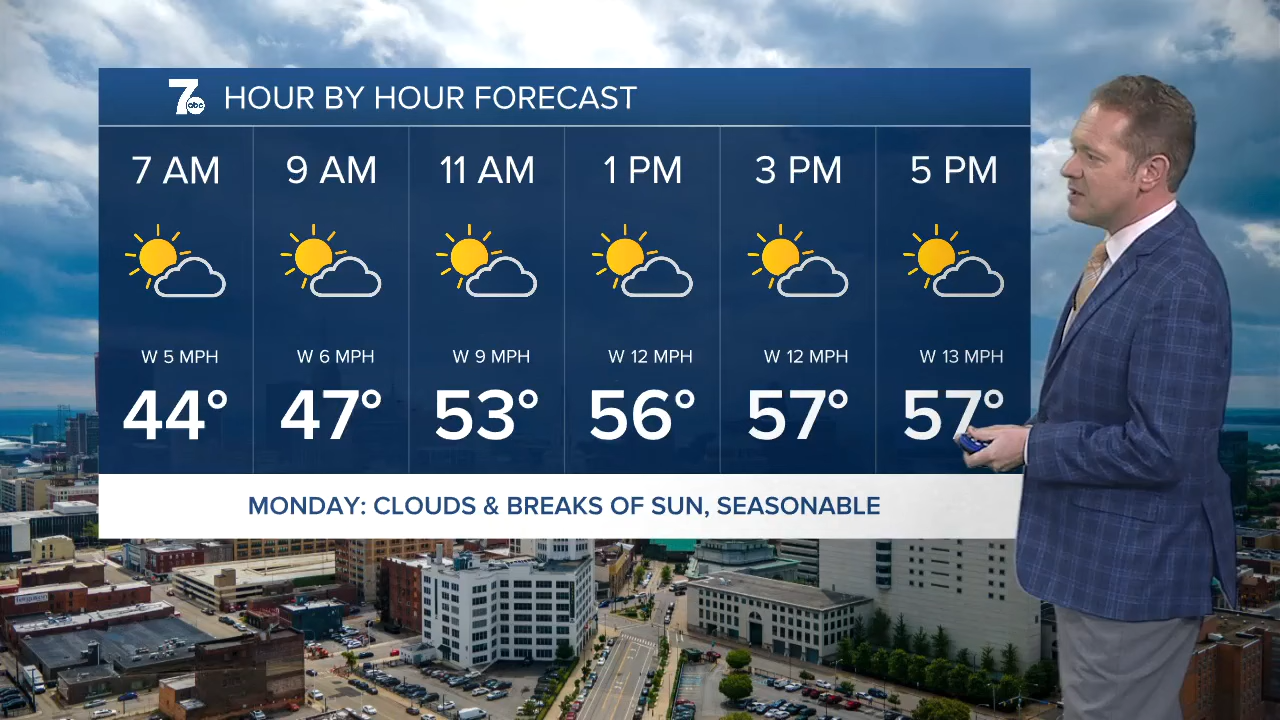 7 abc HOUR BY HOUR FORECAST
7 AM 9 AM 11 AM 1 PM 3 PM 5 PM
W 5 MPH W 6 MPH W 9 MPH W 12 MPH W 12 MPH W 13 MPH
44° 47° 53° 56° 57° 57°
MONDAY: CLOUDS & BREAKS OF SUN, SEASONABLE